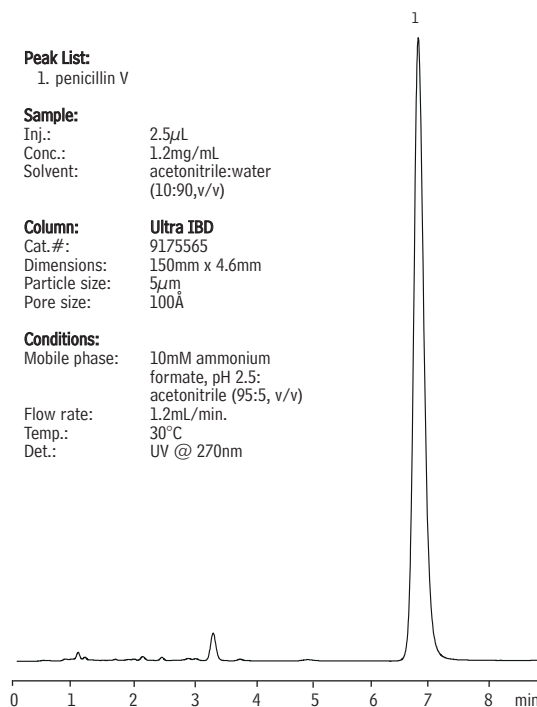 1
Peak List:
1. penicillin V
Sample:
Inj.: 2.5μL
Conc.: 1.2mg/mL
Solvent: acetonitrile:water
(10:90,v/v)
Column: Ultra IBD
Cat.#: 9175565
Dimensions: 150mm x 4.6mm
Particle size: 5μm
Pore size: 100Å
Conditions:
Mobile phase: 10mM ammonium
formate, pH 2.5:
acetonitrile (95:5, v/v)
Flow rate: 1.2mL/min.
Temp.: 30°C
Det.: UV @ 270nm
0 1 2 3 4 5 6 7 8 min